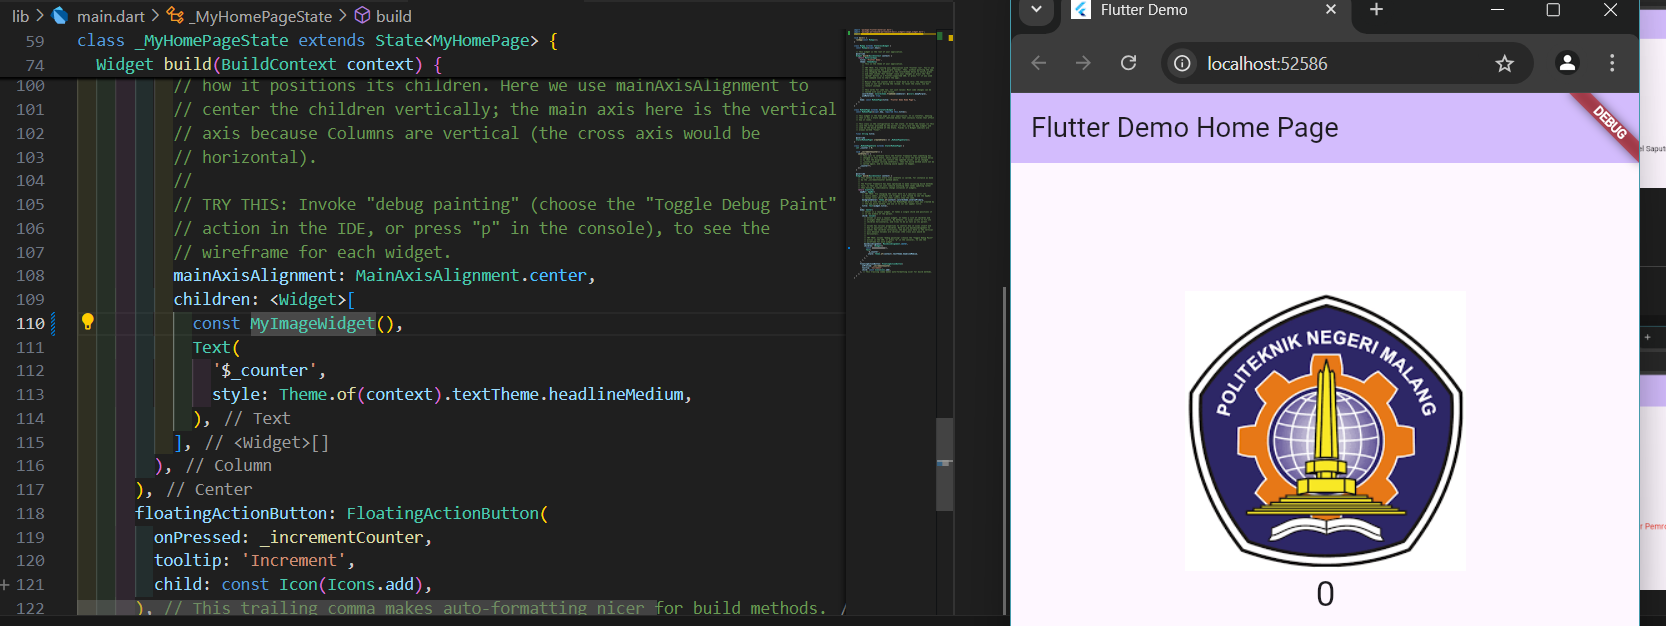 lib > main.dart > _MyHomePageState > build
59 class _MyHomePageState extends State<MyHomePage> {
74 Widget build(BuildContext context) {
100 // how it positions its children. Here we use mainAxisAlignment to
101 // center the children vertically; the main axis here is the vertical
102 // axis because Columns are vertical (the cross axis would be
103 // horizontal).
104 //
105 // TRY THIS: Invoke "debug painting" (choose the "Toggle Debug Paint"
106 // action in the IDE, or press "p" in the console), to see the
107 // wireframe for each widget.
108 mainAxisAlignment: MainAxisAlignment.center,
109 children: <Widget>[
110 const MyImageWidget(),
111 Text(
112 '$_counter',
113 style: Theme.of(context).textTheme.headlineMedium,
114 ), // Text
115 ], // <Widget>[]
116 ), // Column
117 ), // Center
118 floatingActionButton: FloatingActionButton(
119 onPressed: _incrementCounter,
120 tooltip: 'Increment',
121 child: const Icon(Icons.add),
122 ), // This trailing comma makes auto-formatting nicer for build methods. /
Flutter Demo
localhost:52586
Flutter Demo Home Page
DEBUG
POLITEKNIK NEGERI MALANG
0